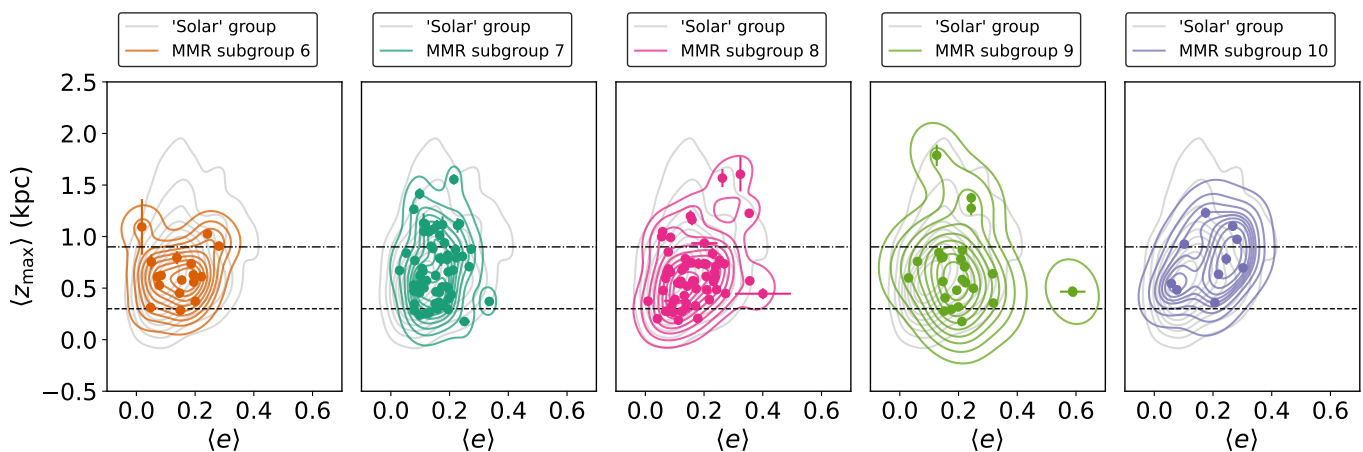 'Solar' group
MMR subgroup 6
'Solar' group
MMR subgroup 7
'Solar' group
MMR subgroup 8
'Solar' group
MMR subgroup 9
'Solar' group
MMR subgroup 10
⟨z_max⟩ (kpc)
2.5
2.0
1.5
1.0
0.5
0.0
−0.5
0.0 0.2 0.4 0.6
0.0 0.2 0.4 0.6
0.0 0.2 0.4 0.6
0.0 0.2 0.4 0.6
0.0 0.2 0.4 0.6
⟨e⟩
⟨e⟩
⟨e⟩
⟨e⟩
⟨e⟩